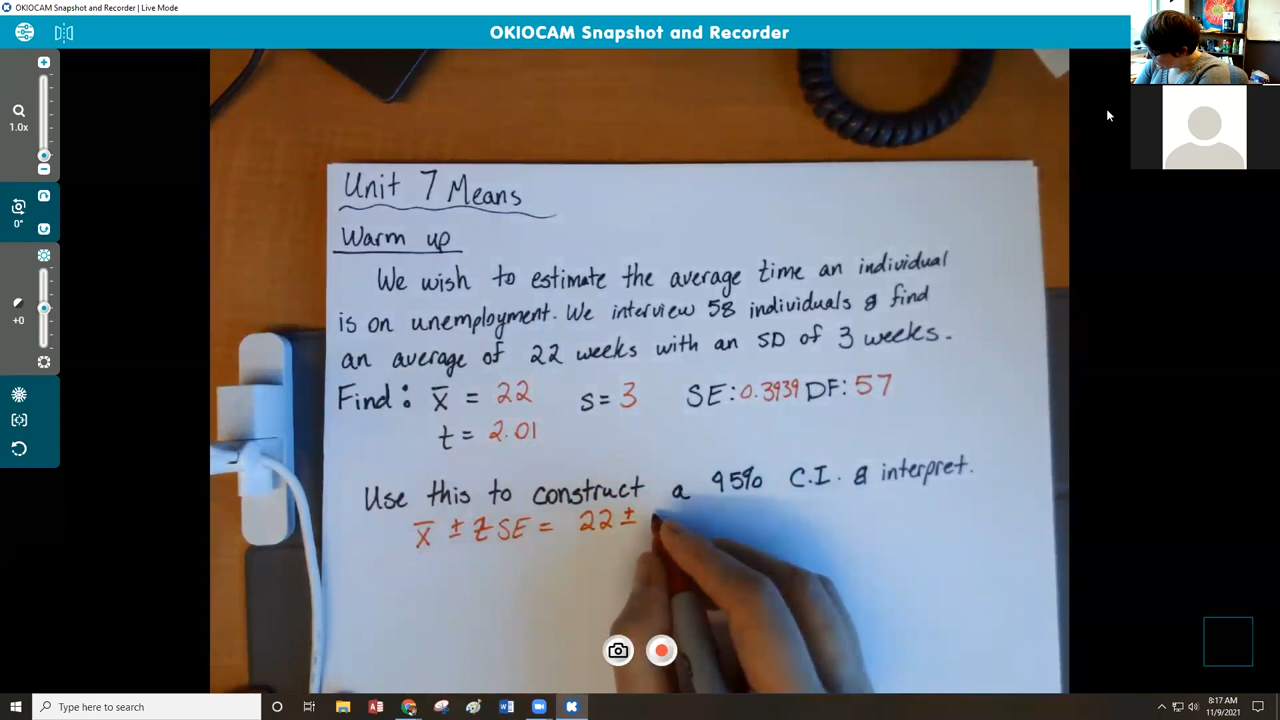 OKIOCAM Snapshot and Recorder | Live Mode
OKIOCAM Snapshot and Recorder
1.0x
0°
+0
Unit 7 Means
Warm up
We wish to estimate the average time an individual
is on unemployment. We interview 58 individuals & find
an average of 22 weeks with an SD of 3 weeks.
Find: x̄ = 22 s = 3 SE: 0.3939 DF: 57
t = 2.01
Use this to construct a 95% C.I. & interpret.
x̄ ± t SE = 22 ±
Type here to search
8:17 AM
11/9/2021